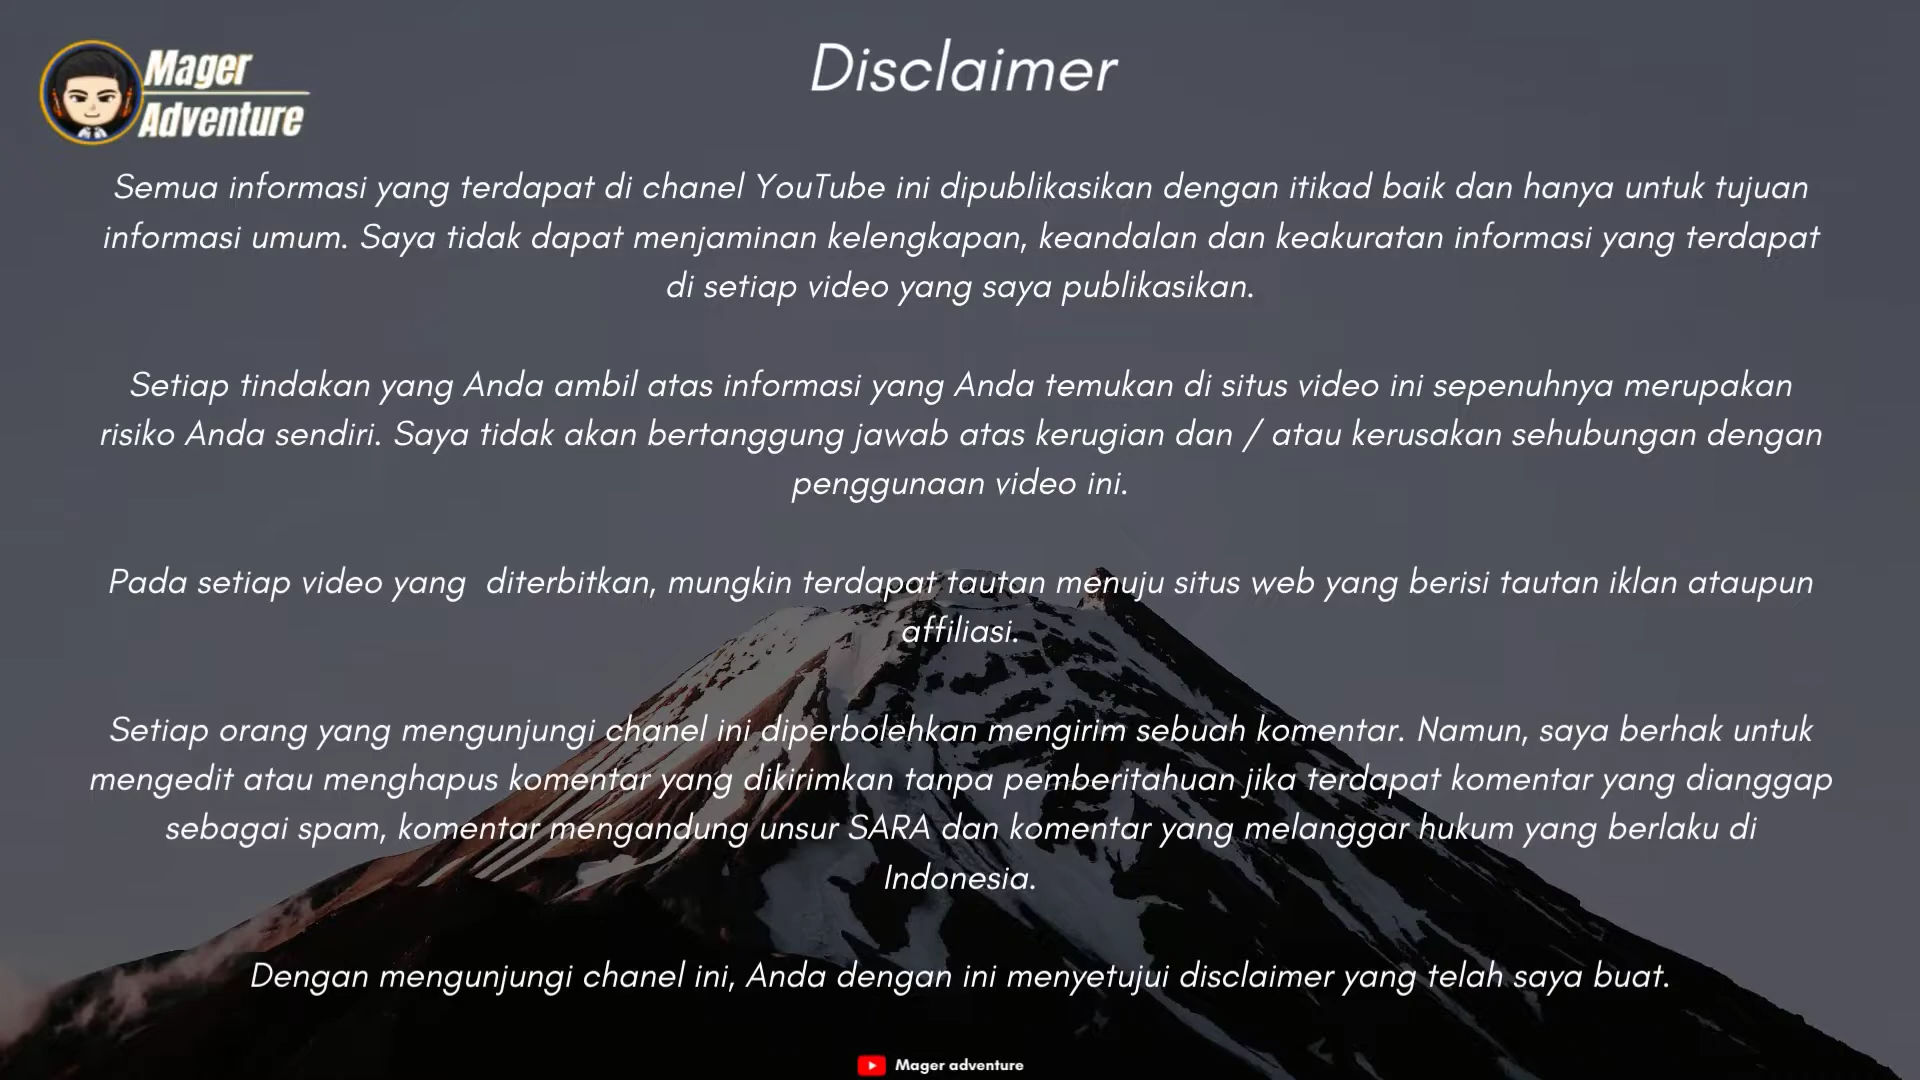 Mager
Adventure
Disclaimer
Semua informasi yang terdapat di chanel YouTube ini dipublikasikan dengan itikad baik dan hanya untuk tujuan
informasi umum. Saya tidak dapat menjaminan kelengkapan, keandalan dan keakuratan informasi yang terdapat
di setiap video yang saya publikasikan.
Setiap tindakan yang Anda ambil atas informasi yang Anda temukan di situs video ini sepenuhnya merupakan
risiko Anda sendiri. Saya tidak akan bertanggung jawab atas kerugian dan / atau kerusakan sehubungan dengan
penggunaan video ini.
Pada setiap video yang  diterbitkan, mungkin terdapat tautan menuju situs web yang berisi tautan iklan ataupun
affiliasi.
Setiap orang yang mengunjungi chanel ini diperbolehkan mengirim sebuah komentar. Namun, saya berhak untuk
mengedit atau menghapus komentar yang dikirimkan tanpa pemberitahuan jika terdapat komentar yang dianggap
sebagai spam, komentar mengandung unsur SARA dan komentar yang melanggar hukum yang berlaku di
Indonesia.
Dengan mengunjungi chanel ini, Anda dengan ini menyetujui disclaimer yang telah saya buat.
Mager adventure